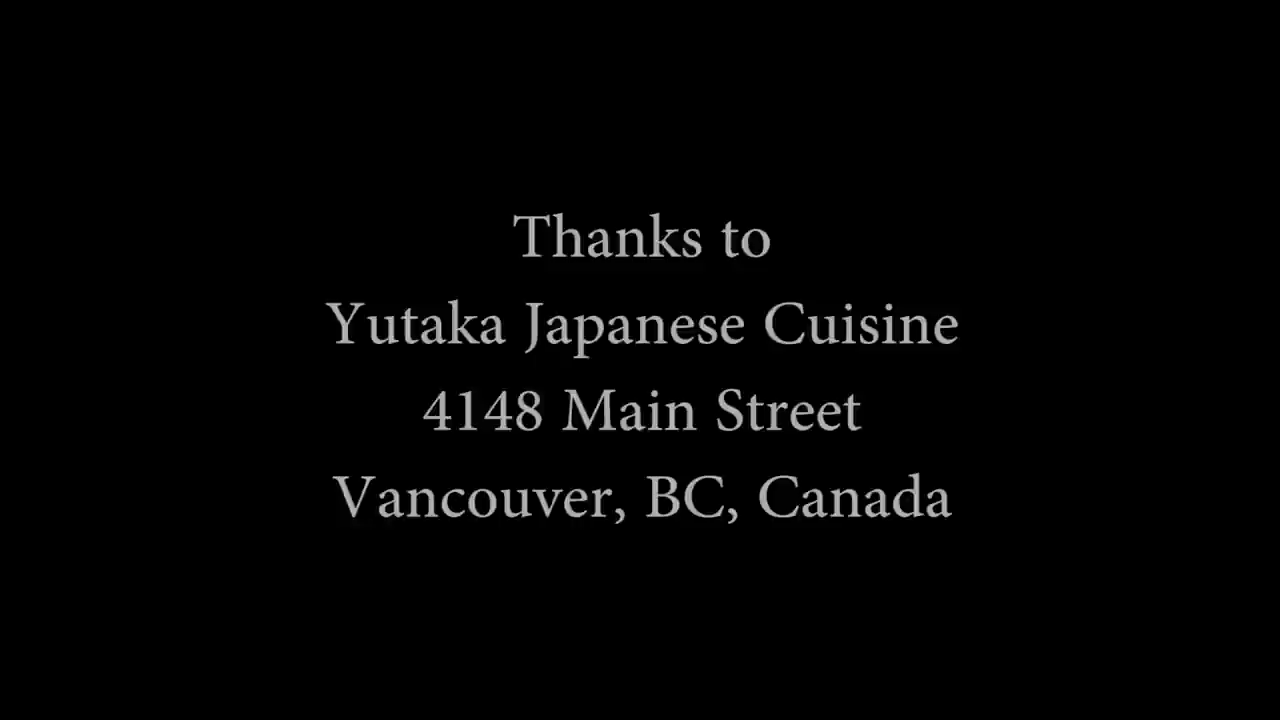 Thanks to
Yutaka Japanese Cuisine
4148 Main Street
Vancouver, BC, Canada